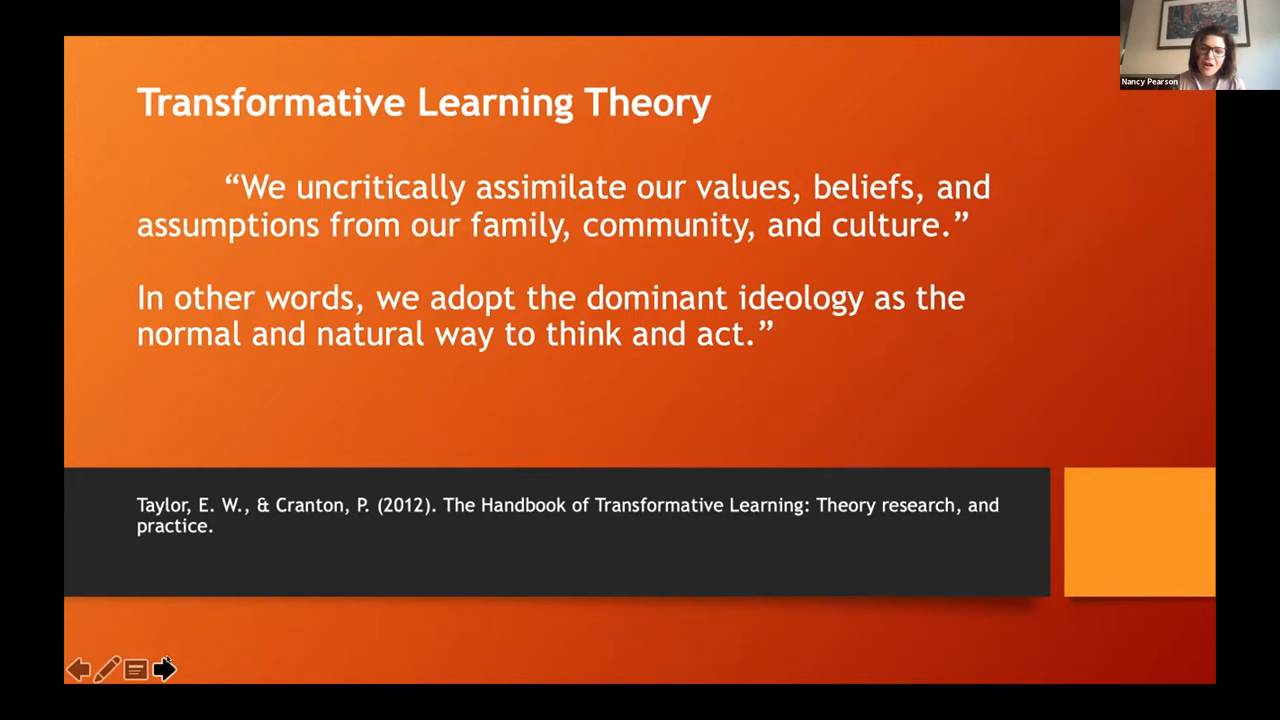 Nancy Pearson
Transformative Learning Theory
“We uncritically assimilate our values, beliefs, and
assumptions from our family, community, and culture.”
In other words, we adopt the dominant ideology as the
normal and natural way to think and act.”
Taylor, E. W., & Cranton, P. (2012). The Handbook of Transformative Learning: Theory research, and
practice.